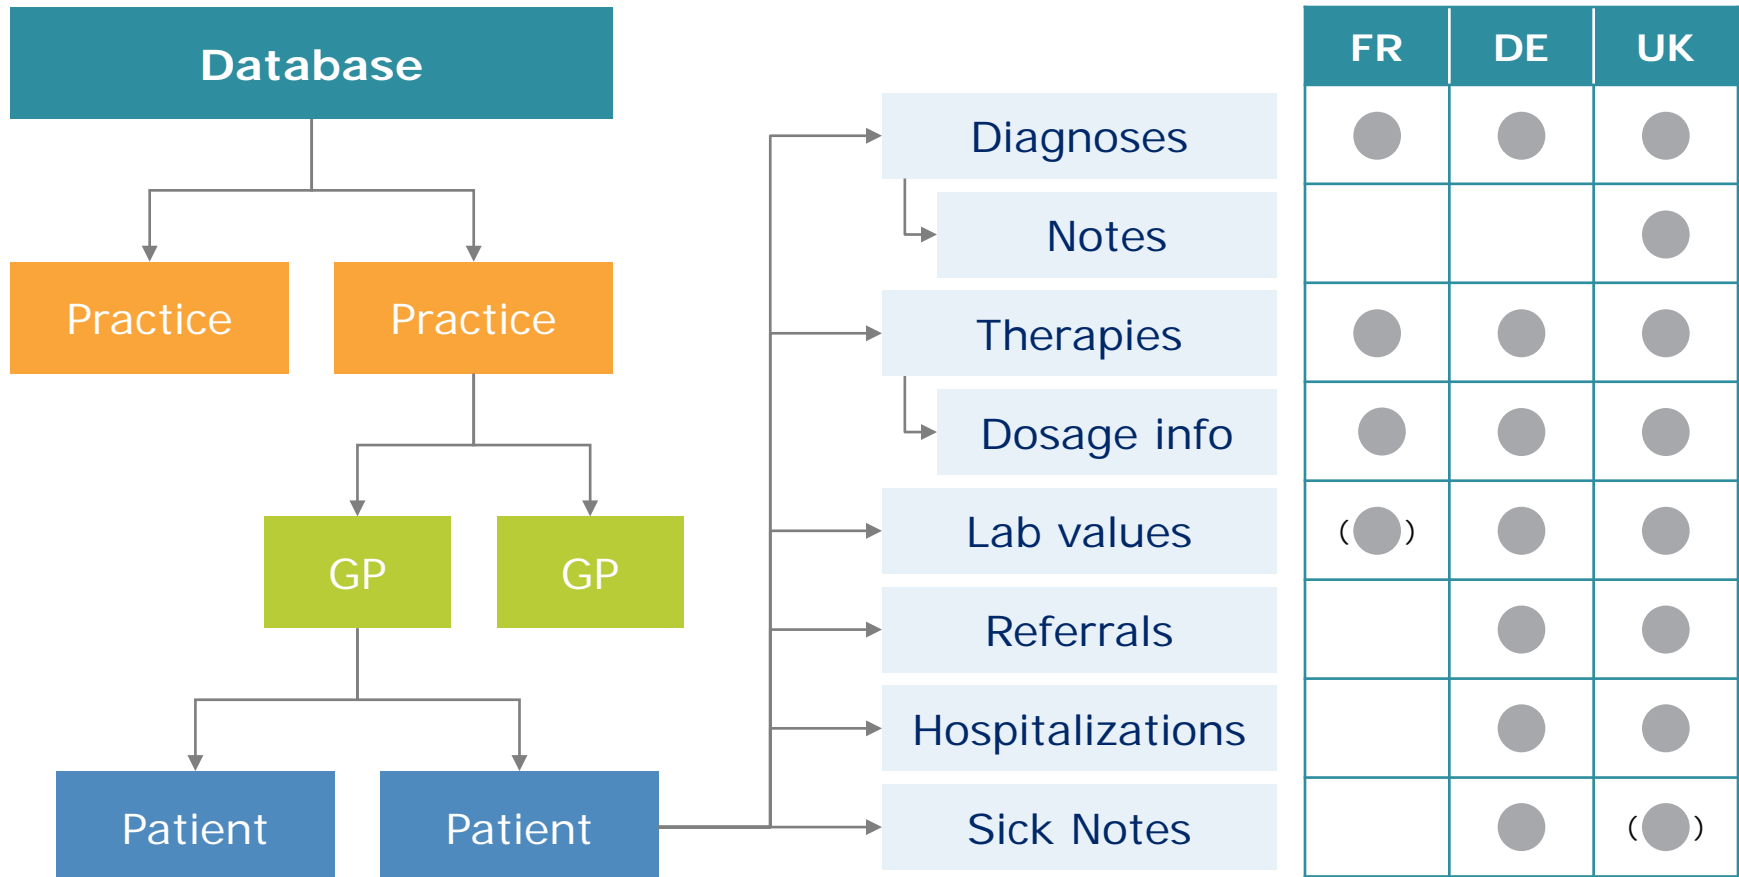 Database
FR DE UK
Diagnoses
Notes
Practice Practice
Therapies
Dosage info
GP GP
Lab values
( )
Referrals
Hospitalizations
Patient Patient
Sick Notes
( )